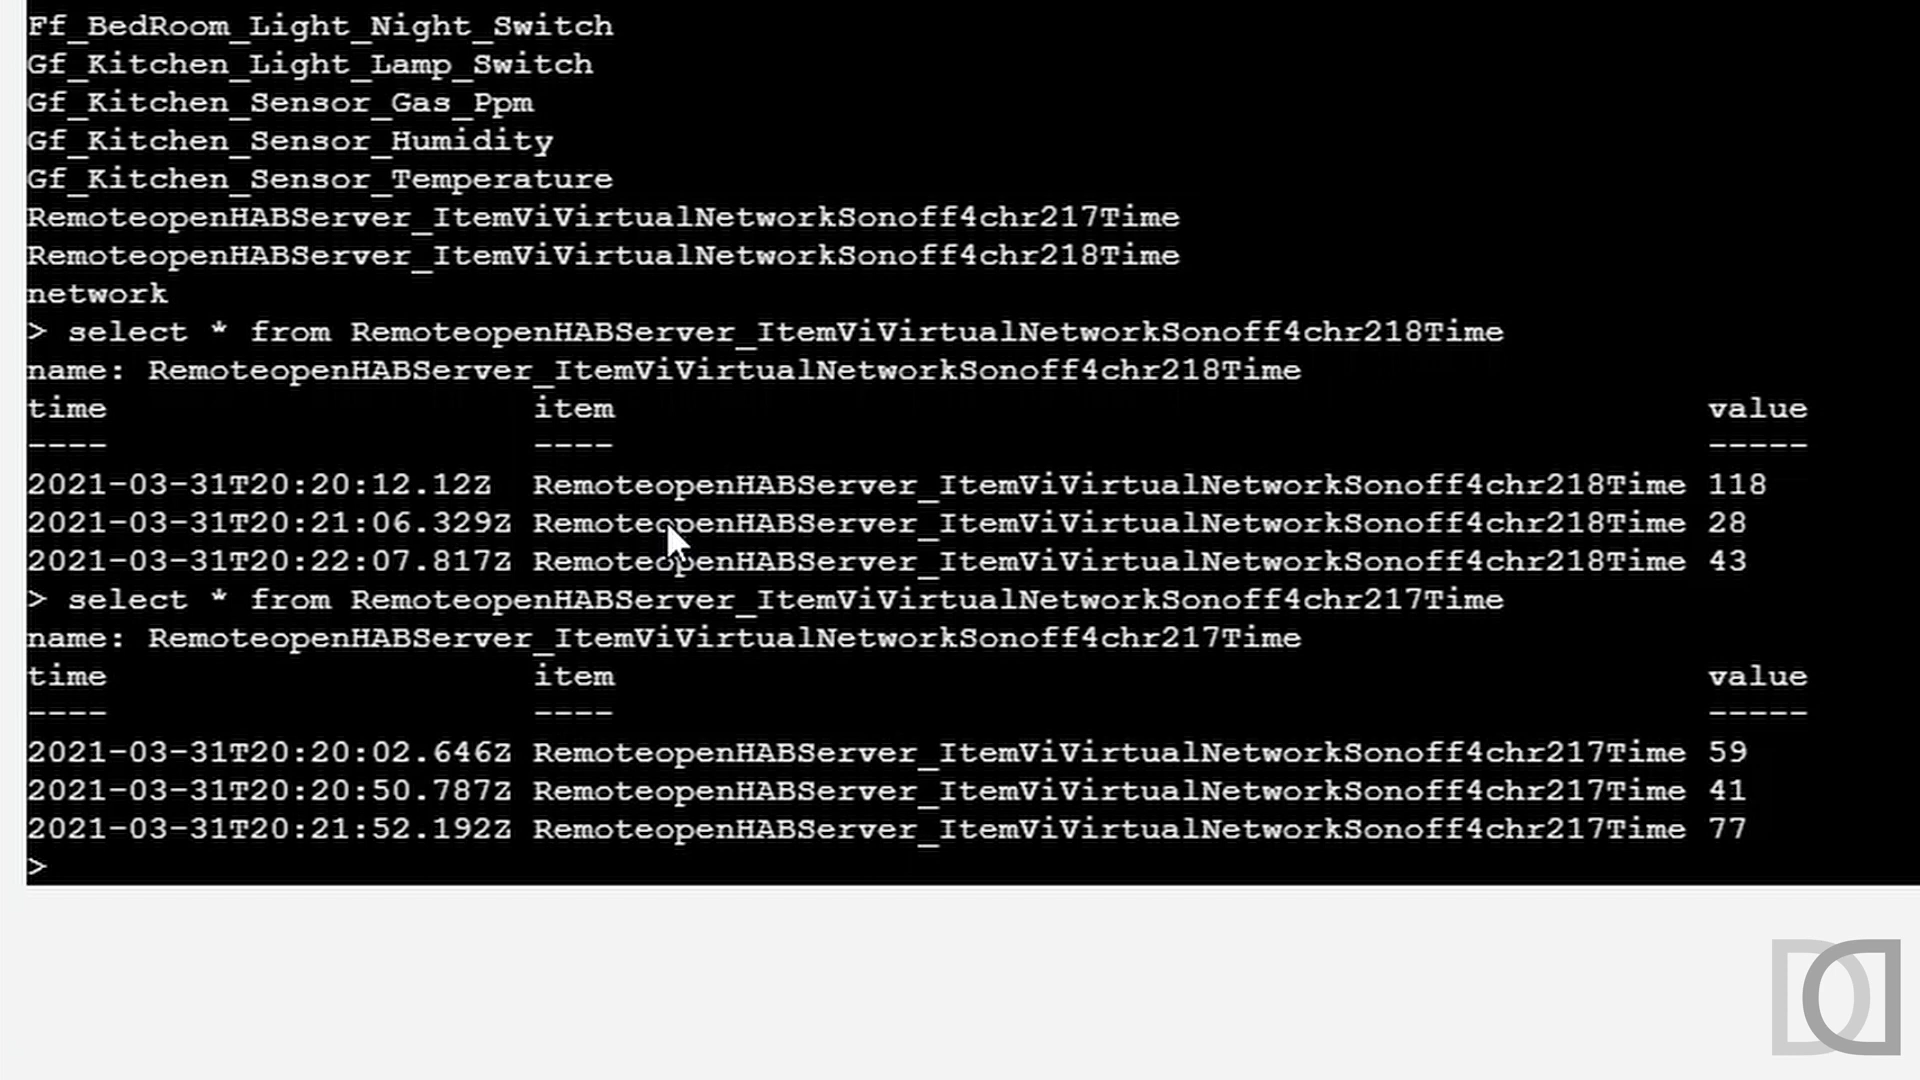 Ff_BedRoom_Light_Night_Switch
Gf_Kitchen_Light_Lamp_Switch
Gf_Kitchen_Sensor_Gas_Ppm
Gf_Kitchen_Sensor_Humidity
Gf_Kitchen_Sensor_Temperature
RemoteopenHABServer_ItemViVirtualNetworkSonoff4chr217Time
RemoteopenHABServer_ItemViVirtualNetworkSonoff4chr218Time
network
> select * from RemoteopenHABServer_ItemViVirtualNetworkSonoff4chr218Time
name: RemoteopenHABServer_ItemViVirtualNetworkSonoff4chr218Time
time item value
---- ---- -----
2021-03-31T20:20:12.12Z RemoteopenHABServer_ItemViVirtualNetworkSonoff4chr218Time 118
2021-03-31T20:21:06.329Z RemoteopenHABServer_ItemViVirtualNetworkSonoff4chr218Time 28
2021-03-31T20:22:07.817Z RemoteopenHABServer_ItemViVirtualNetworkSonoff4chr218Time 43
> select * from RemoteopenHABServer_ItemViVirtualNetworkSonoff4chr217Time
name: RemoteopenHABServer_ItemViVirtualNetworkSonoff4chr217Time
time item value
---- ---- -----
2021-03-31T20:20:02.646Z RemoteopenHABServer_ItemViVirtualNetworkSonoff4chr217Time 59
2021-03-31T20:20:50.787Z RemoteopenHABServer_ItemViVirtualNetworkSonoff4chr217Time 41
2021-03-31T20:21:52.192Z RemoteopenHABServer_ItemViVirtualNetworkSonoff4chr217Time 77
>